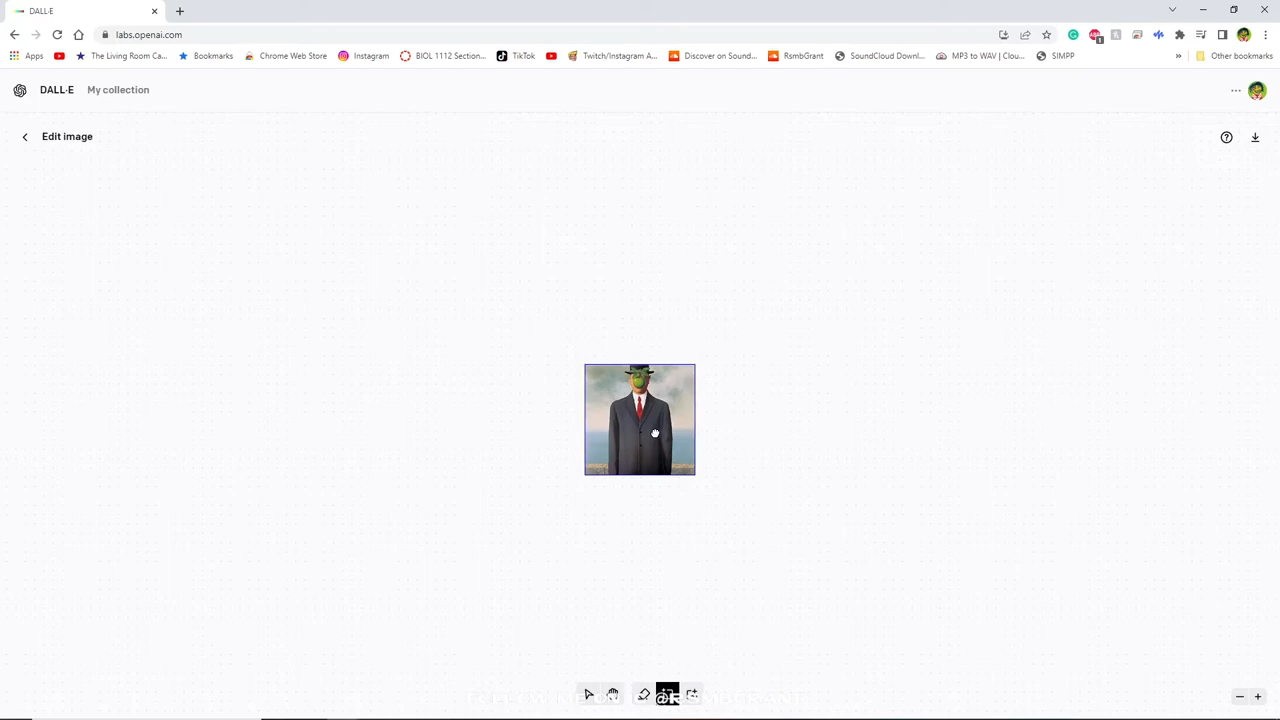 DALL·E
labs.openai.com
Apps
The Living Room Ca...
Bookmarks
Chrome Web Store
Instagram
BIOL 1112 Section...
TikTok
Twitch/Instagram A...
Discover on Sound...
RsmbGrant
SoundCloud Downl...
MP3 to WAV | Clou...
SIMPP
»
Other bookmarks
DALL·E
My collection
Edit image